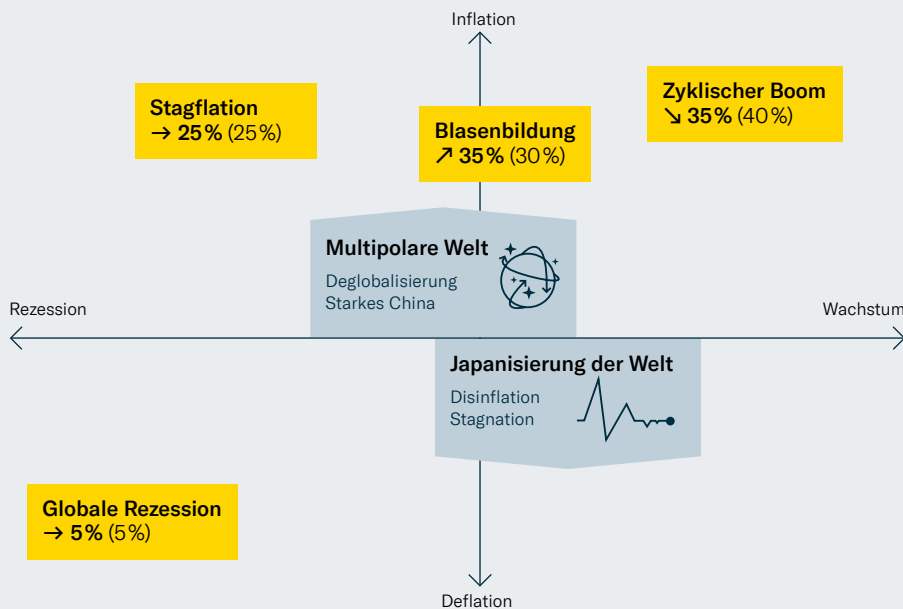 Inflation
Stagflation
→ 25% (25%)
Blasenbildung
↗ 35% (30%)
Zyklischer Boom
↘ 35% (40%)
Multipolare Welt
Deglobalisierung
Starkes China
Rezession
Wachstum
Japanisierung der Welt
Disinflation
Stagnation
Globale Rezession
→ 5% (5%)
Deflation